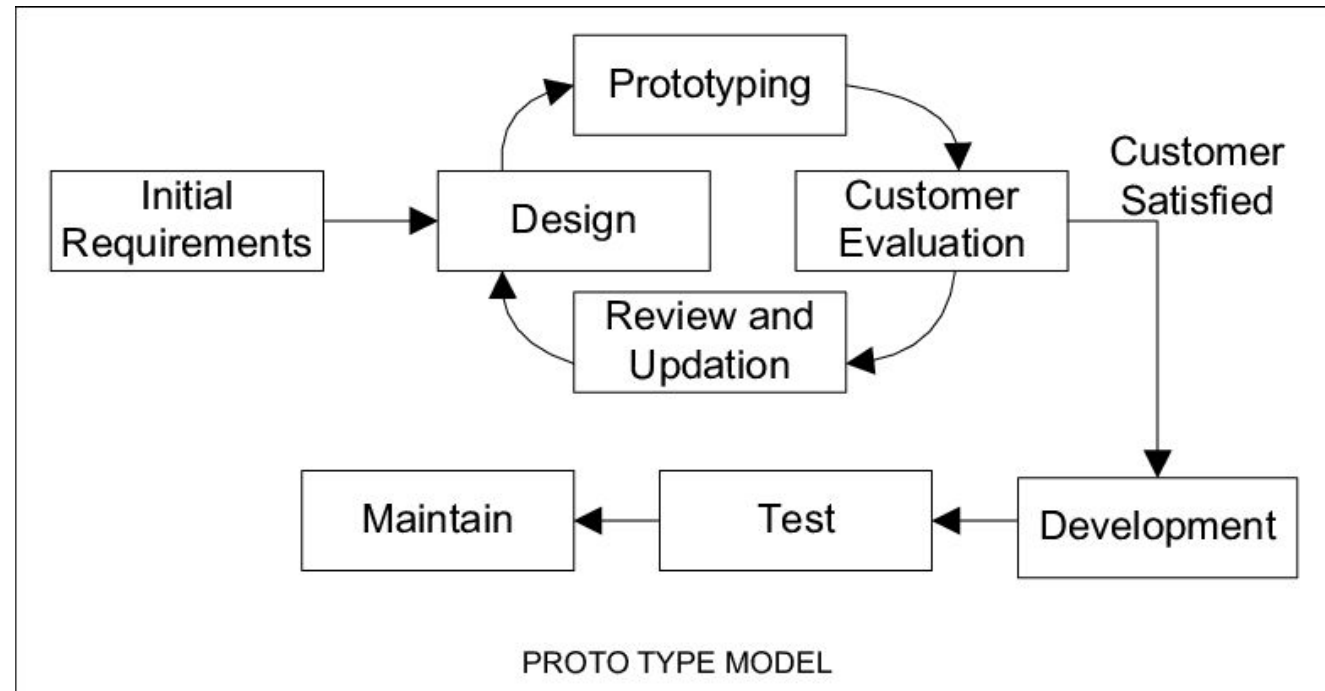 Prototyping
Customer
Satisfied
Initial
Requirements
Design
Customer
Evaluation
Review and
Updation
Maintain
Test
Development
PROTO TYPE MODEL